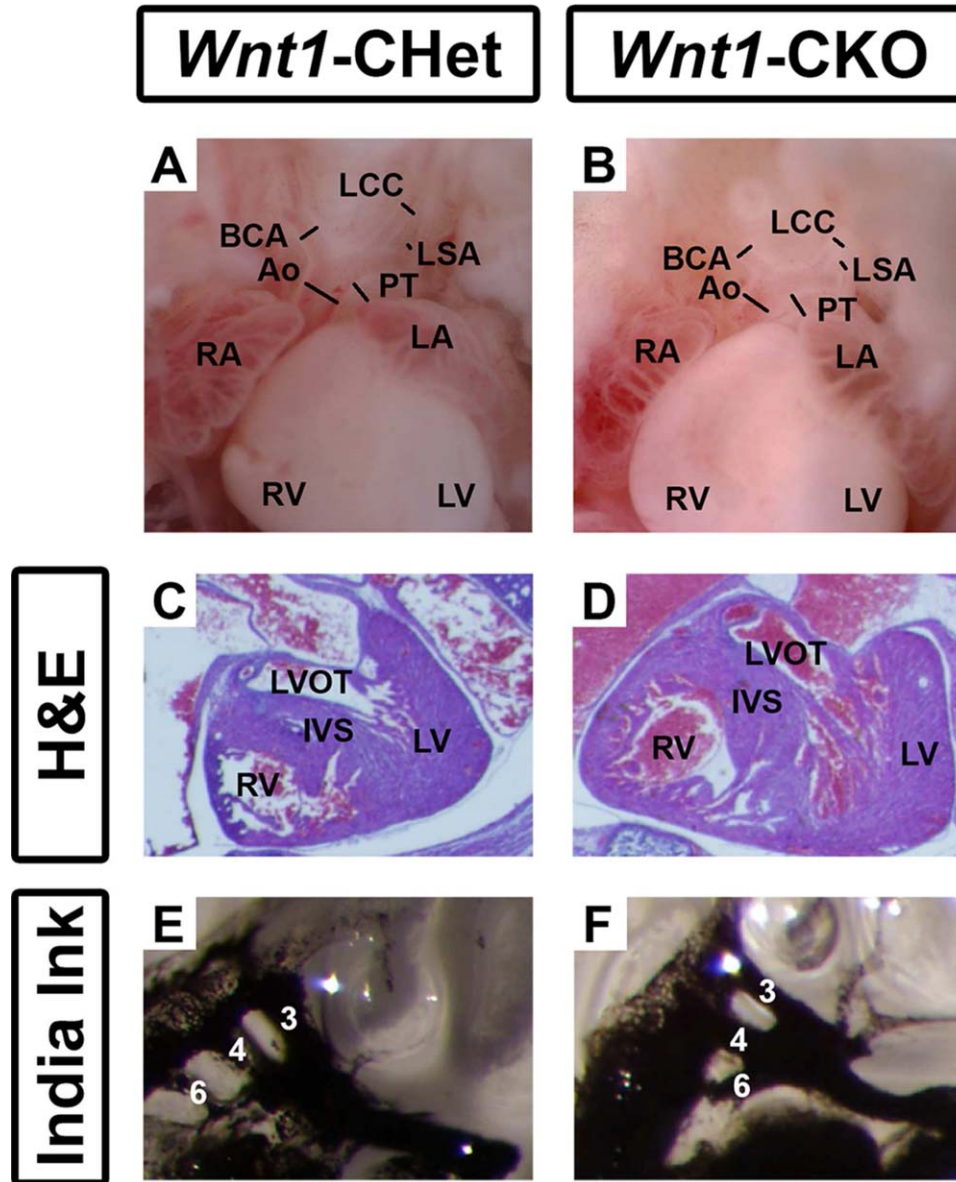 Wnt1-CHet
Wnt1-CKO
A
LCC
BCA
LSA
Ao
PT
RA
LA
RV
LV
B
LCC
BCA
LSA
Ao
PT
RA
LA
RV
LV
H&E
C
LVOT
IVS
LV
RV
D
LVOT
IVS
RV
LV
India Ink
E
3
4
6
F
3
4
6